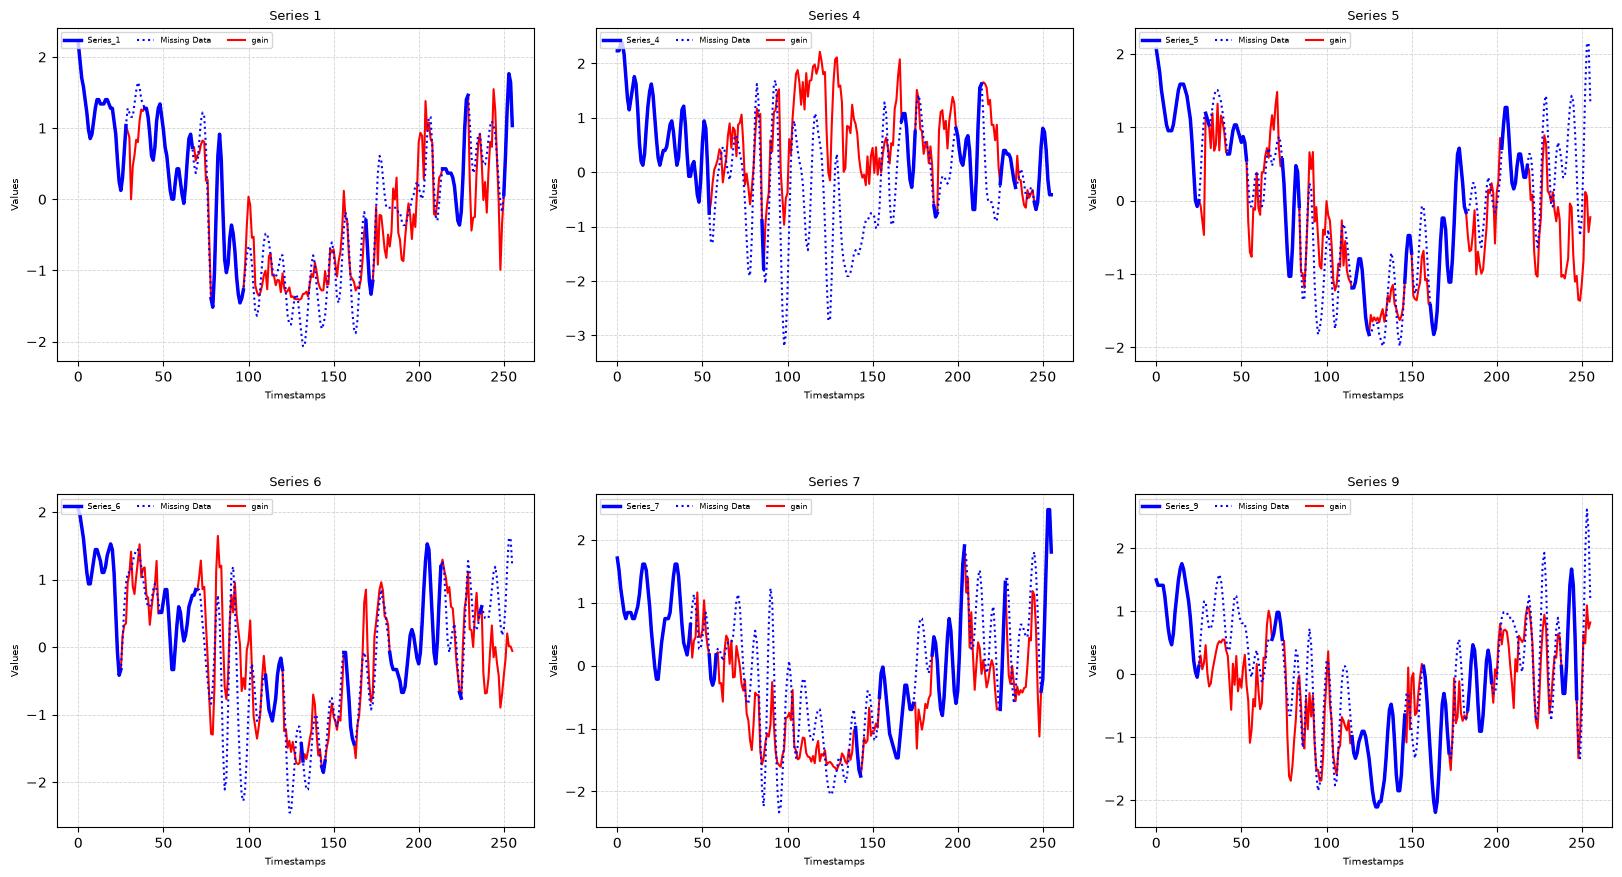 Series 1
Series_1 Missing Data gain
2
1
0
−1
−2
Values
0 50 100 150 200 250
Timestamps
Series 4
Series_4 Missing Data gain
2
1
0
−1
−2
−3
Values
0 50 100 150 200 250
Timestamps
Series 5
Series_5 Missing Data gain
2
1
0
−1
−2
Values
0 50 100 150 200 250
Timestamps
Series 6
Series_6 Missing Data gain
2
1
0
−1
−2
Values
0 50 100 150 200 250
Timestamps
Series 7
Series_7 Missing Data gain
2
1
0
−1
−2
Values
0 50 100 150 200 250
Timestamps
Series 9
Series_9 Missing Data gain
2
1
0
−1
−2
Values
0 50 100 150 200 250
Timestamps